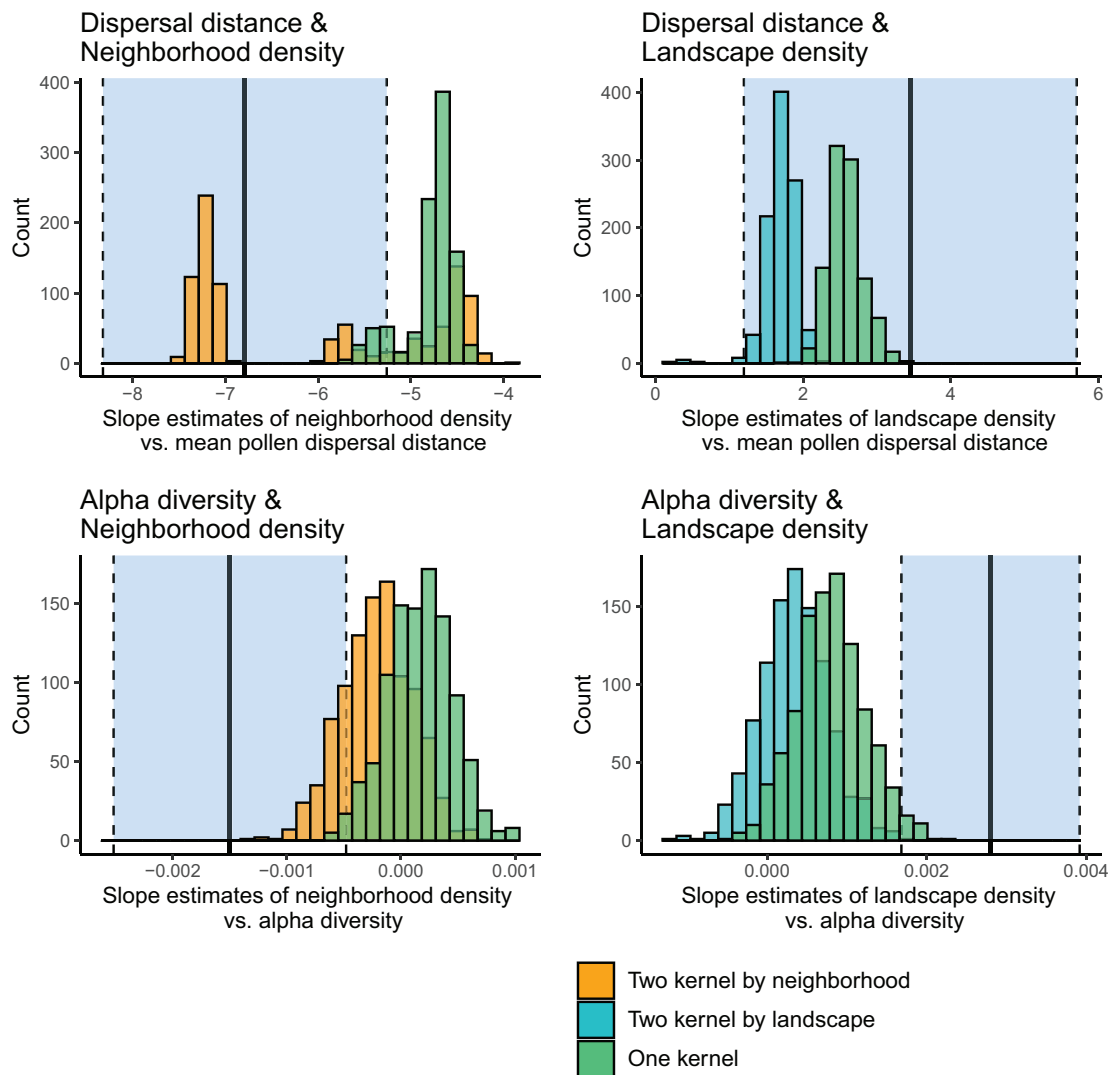 Dispersal distance &
Neighborhood density
400
300
200
100
0
Count
−8
−7
−6
−5
−4
Slope estimates of neighborhood density
vs. mean pollen dispersal distance
Dispersal distance &
Landscape density
400
300
200
100
0
Count
0
2
4
6
Slope estimates of landscape density
vs. mean pollen dispersal distance
Alpha diversity &
Neighborhood density
150
100
50
0
Count
−0.002
−0.001
0.000
0.001
Slope estimates of neighborhood density
vs. alpha diversity
Alpha diversity &
Landscape density
150
100
50
0
Count
0.000
0.002
0.004
Slope estimates of landscape density
vs. alpha diversity
Two kernel by neighborhood
Two kernel by landscape
One kernel